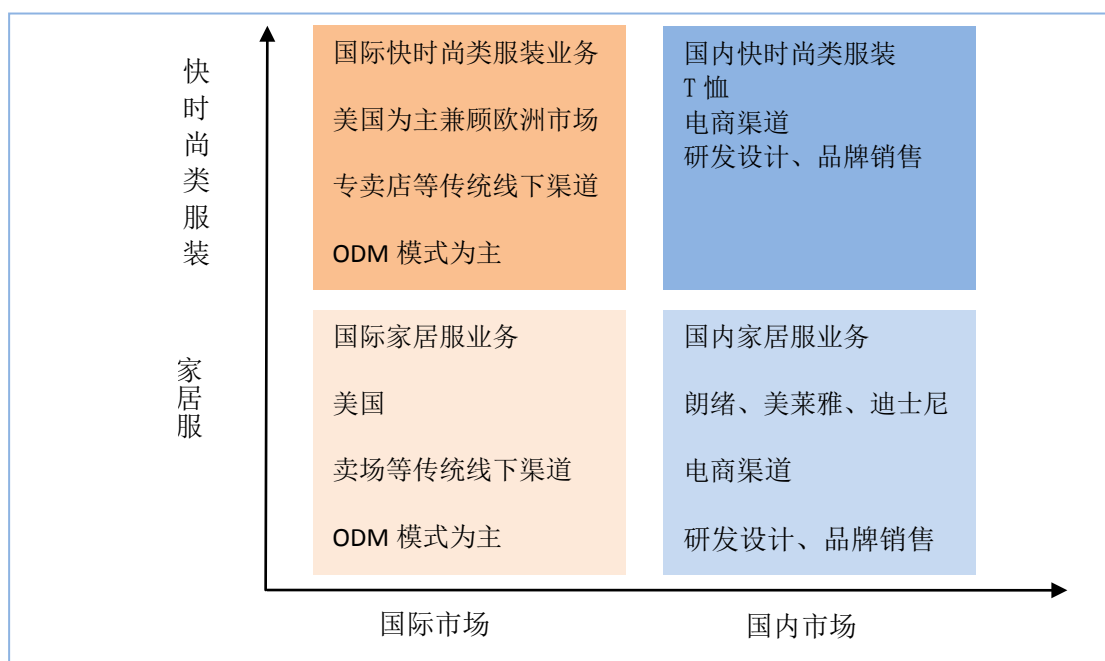 快时尚类服装
国际快时尚类服装业务
美国为主兼顾欧洲市场
专卖店等传统线下渠道
ODM 模式为主
国内快时尚类服装
T 恤
电商渠道
研发设计、品牌销售
家居服
国际家居服业务
美国
卖场等传统线下渠道
ODM 模式为主
国内家居服业务
朗绪、美莱雅、迪士尼
电商渠道
研发设计、品牌销售
国际市场
国内市场